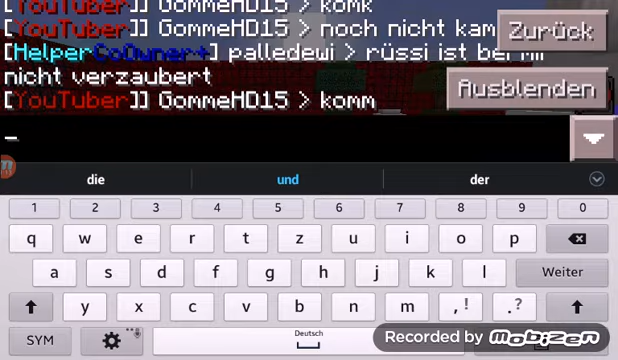 [YouTuber]] GommeHD15 > komk
[YouTuber]] GommeHD15 > noch nicht kam
[HelperCoOwner+] palledewi > rüssi ist bei mir
nicht verzaubert
[YouTuber]] GommeHD15 > komm
Zurück
Ausblenden
die und der
1 2 3 4 5 6 7 8 9 0
q w e r t z u i o p
a s d f g h j k l Weiter
y x c v b n m ,! .?
SYM Deutsch
Recorded by Mobizen